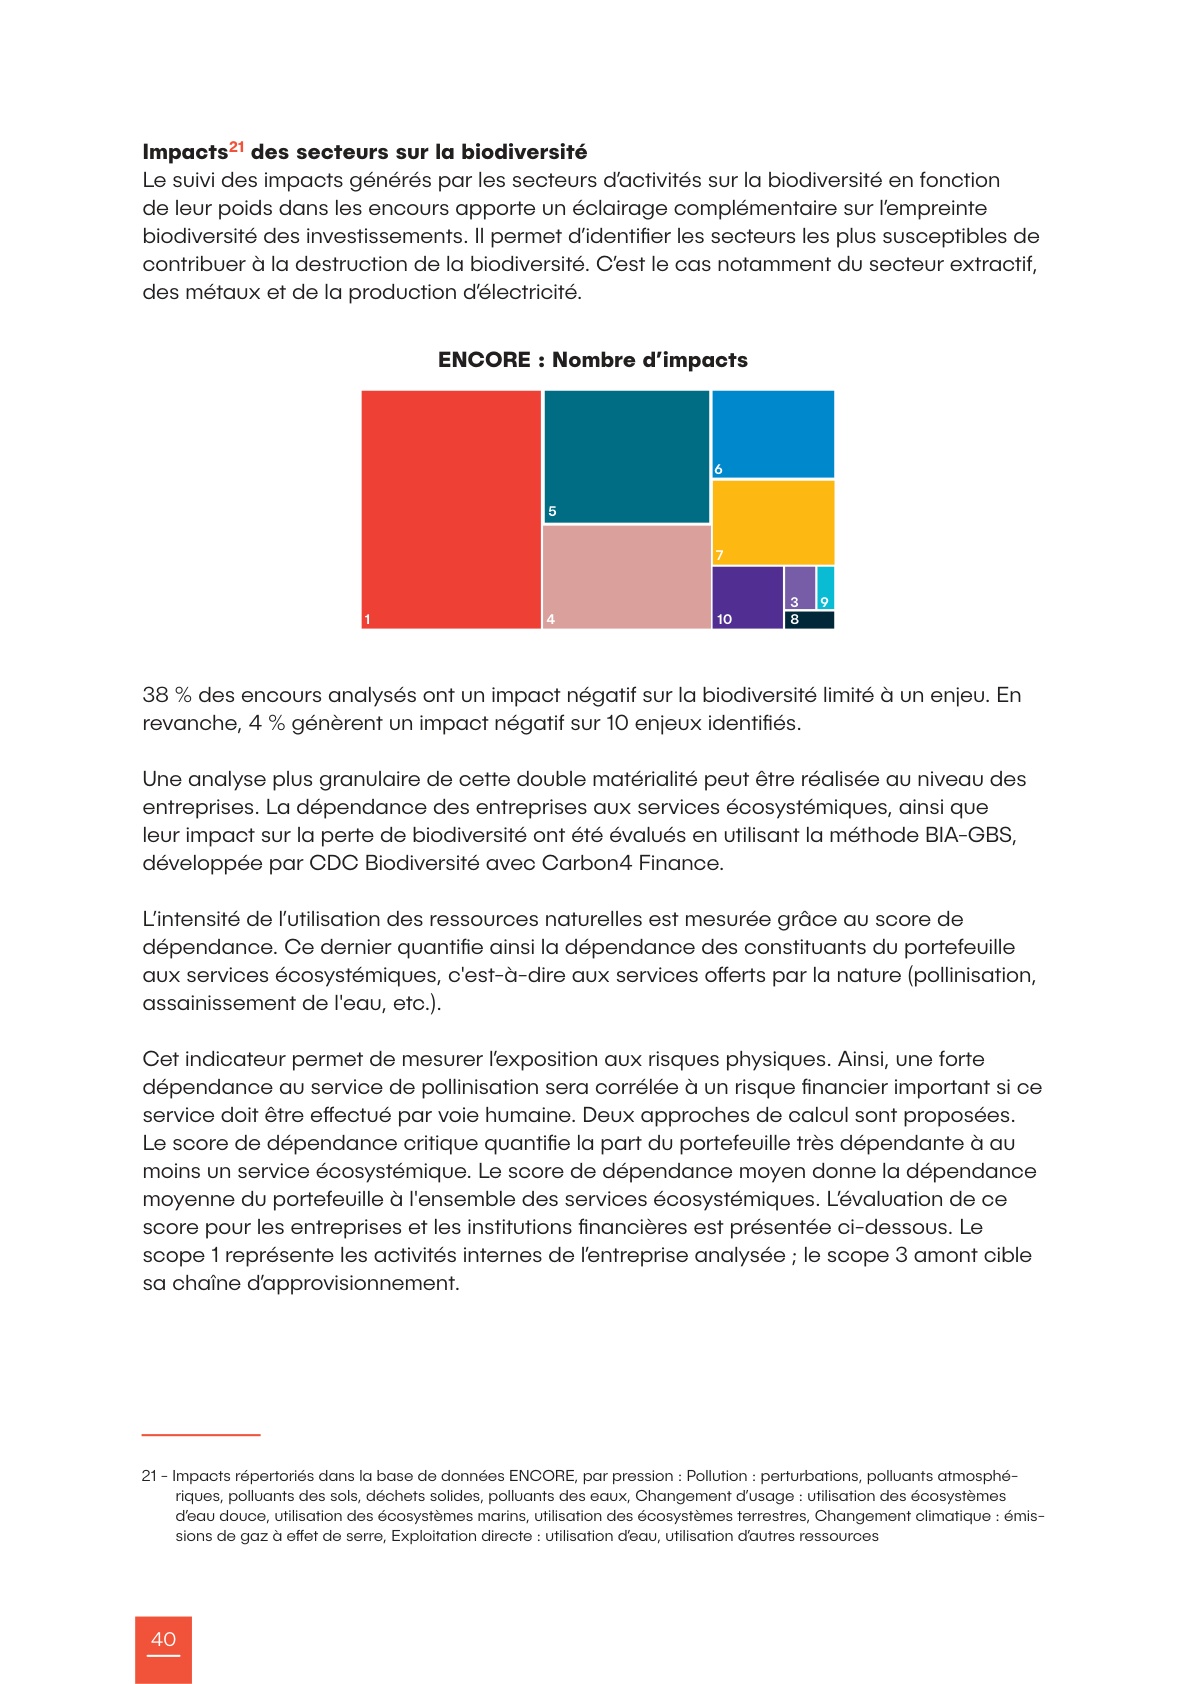 Impacts21 des secteurs sur la biodiversité
Le suivi des impacts générés par les secteurs d’activités sur la biodiversité en fonction
de leur poids dans les encours apporte un éclairage complémentaire sur l’empreinte
biodiversité des investissements. Il permet d’identifier les secteurs les plus susceptibles de
contribuer à la destruction de la biodiversité. C’est le cas notamment du secteur extractif,
des métaux et de la production d’électricité.
ENCORE : Nombre d’impacts
1
5
4
6
7
10
3
9
8
38 % des encours analysés ont un impact négatif sur la biodiversité limité à un enjeu. En
revanche, 4 % génèrent un impact négatif sur 10 enjeux identifiés.
Une analyse plus granulaire de cette double matérialité peut être réalisée au niveau des
entreprises. La dépendance des entreprises aux services écosystémiques, ainsi que
leur impact sur la perte de biodiversité ont été évalués en utilisant la méthode BIA-GBS,
développée par CDC Biodiversité avec Carbon4 Finance.
L’intensité de l’utilisation des ressources naturelles est mesurée grâce au score de
dépendance. Ce dernier quantifie ainsi la dépendance des constituants du portefeuille
aux services écosystémiques, c'est-à-dire aux services offerts par la nature (pollinisation,
assainissement de l'eau, etc.).
Cet indicateur permet de mesurer l’exposition aux risques physiques. Ainsi, une forte
dépendance au service de pollinisation sera corrélée à un risque financier important si ce
service doit être effectué par voie humaine. Deux approches de calcul sont proposées.
Le score de dépendance critique quantifie la part du portefeuille très dépendante à au
moins un service écosystémique. Le score de dépendance moyen donne la dépendance
moyenne du portefeuille à l'ensemble des services écosystémiques. L’évaluation de ce
score pour les entreprises et les institutions financières est présentée ci-dessous. Le
scope 1 représente les activités internes de l’entreprise analysée ; le scope 3 amont cible
sa chaîne d’approvisionnement.
21 - Impacts répertoriés dans la base de données ENCORE, par pression : Pollution : perturbations, polluants atmosphé-
riques, polluants des sols, déchets solides, polluants des eaux, Changement d’usage : utilisation des écosystèmes
d’eau douce, utilisation des écosystèmes marins, utilisation des écosystèmes terrestres, Changement climatique : émis-
sions de gaz à effet de serre, Exploitation directe : utilisation d’eau, utilisation d’autres ressources
40